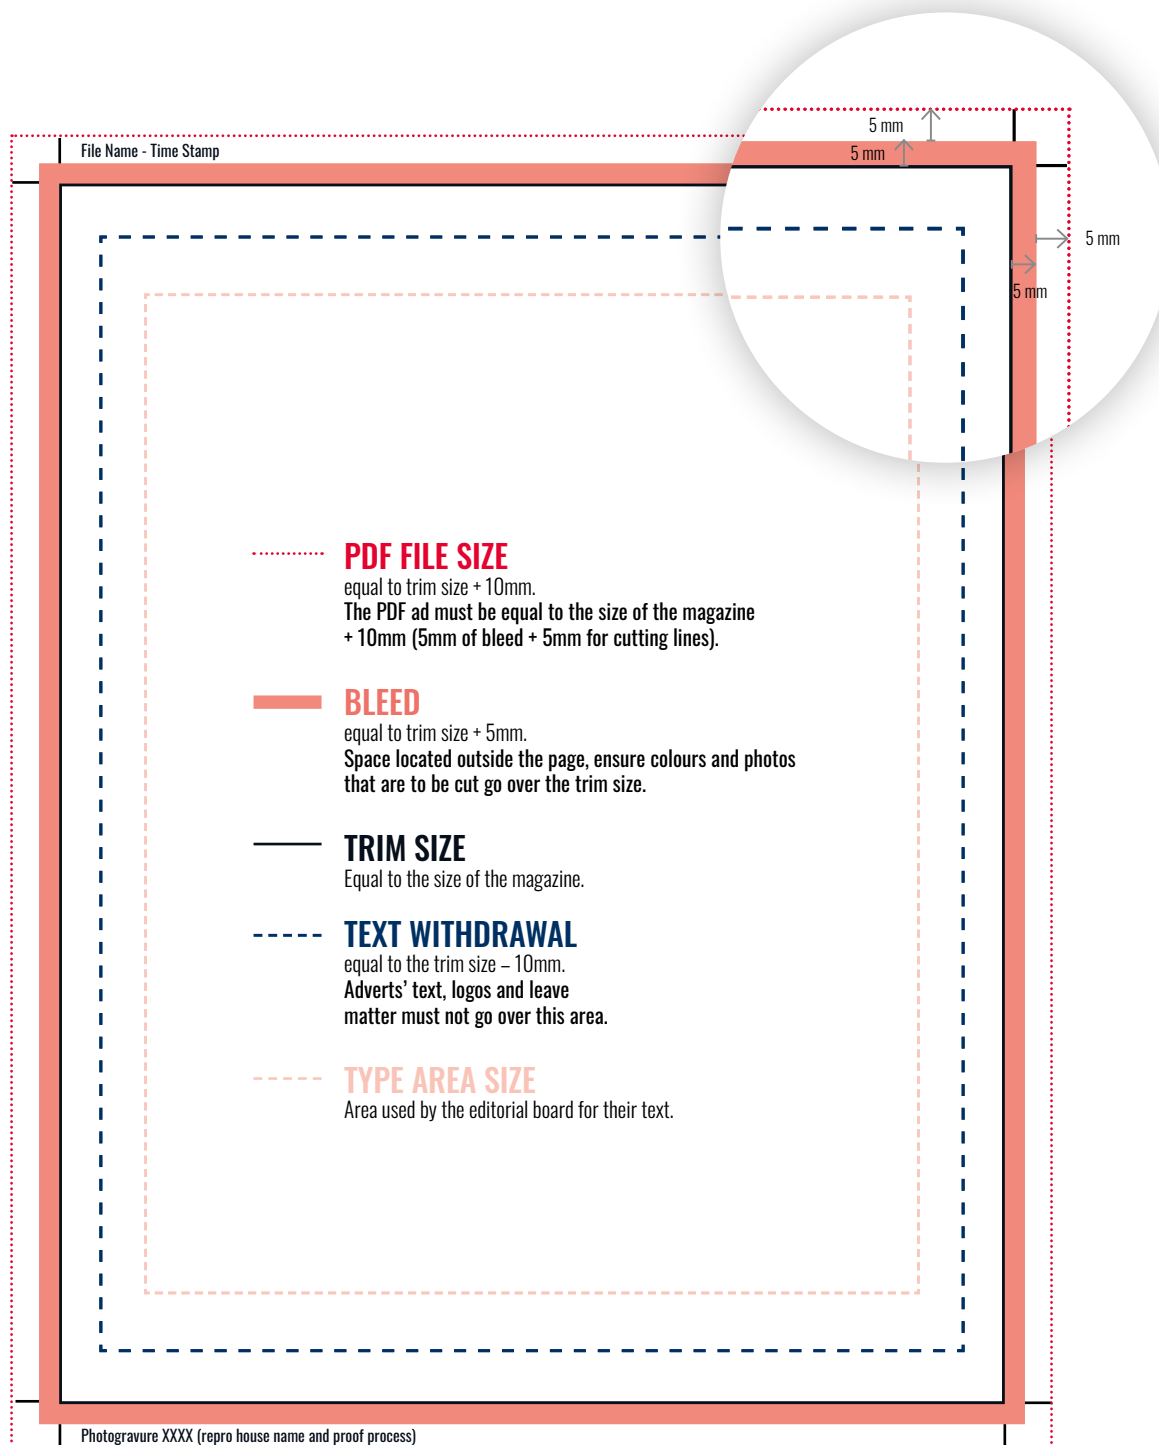 5 mm
File Name - Time Stamp
5 mm
5 mm
5 mm
PDF FILE SIZE
equal to trim size + 10mm.
The PDF ad must be equal to the size of the magazine
+ 10mm (5mm of bleed + 5mm for cutting lines).
BLEED
equal to trim size + 5mm.
Space located outside the page, ensure colours and photos
that are to be cut go over the trim size.
TRIM SIZE
Equal to the size of the magazine.
TEXT WITHDRAWAL
equal to the trim size – 10mm.
Adverts’ text, logos and leave
matter must not go over this area.
TYPE AREA SIZE
Area used by the editorial board for their text.
Photogravure XXXX (repro house name and proof process)